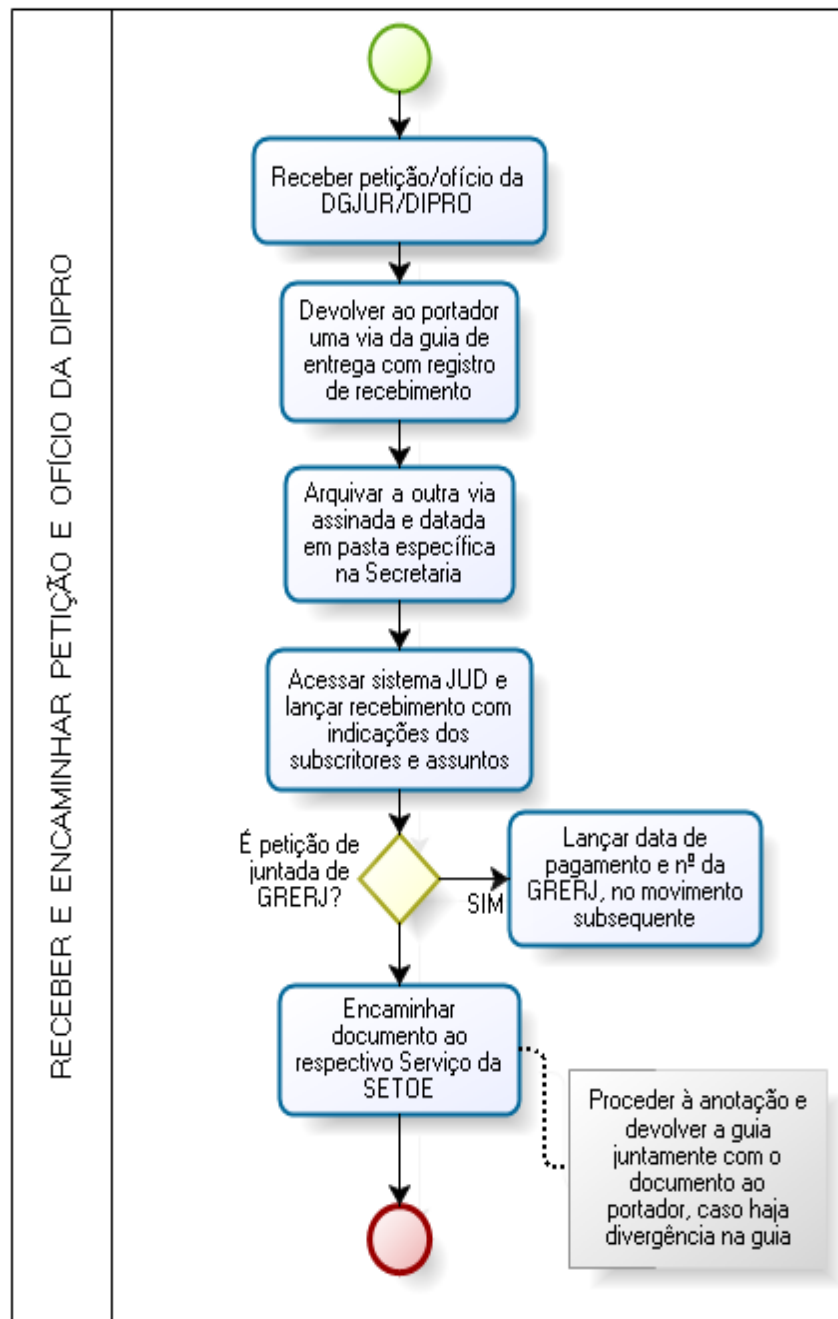 RECEBER E ENCAMINHAR PETIÇÃO E OFÍCIO DA DIPRO
Receber petição/ofício da
DGJUR/DIPRO
Devolver ao portador
uma via da guia de
entrega com registro
de recebimento
Arquivar a outra via
assinada e datada
em pasta específica
na Secretaria
Acessar sistema JUD e
lançar recebimento com
indicações dos
subscritores e assuntos
É petição de
juntada de
GRERJ?
SIM
Lançar data de
pagamento e nº da
GRERJ, no movimento
subsequente
Encaminhar
documento ao
respectivo Serviço da
SETOE
Proceder à anotação e
devolver a guia
juntamente com o
documento ao
portador, caso haja
divergência na guia